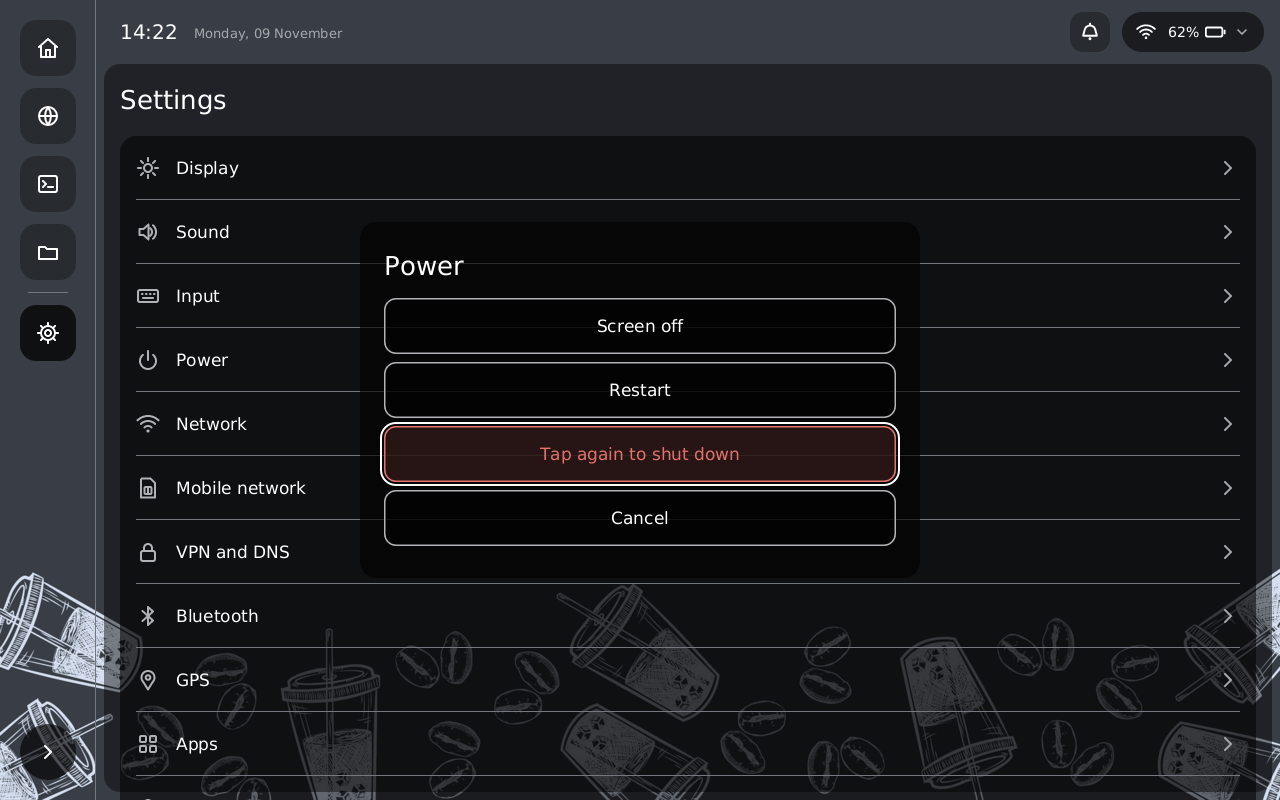 14:22 Monday, 09 November
62%
Settings
Display
Sound
Input
Power
Network
Mobile network
VPN and DNS
Bluetooth
GPS
Apps
Power
Screen off
Restart
Tap again to shut down
Cancel